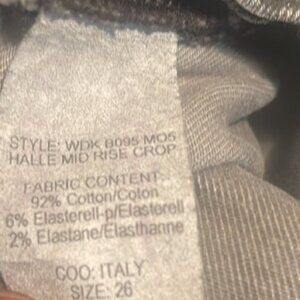 STYLE: WDK B095 MO5
HALLE MID RISE CROP
FABRIC CONTENT:
92% Cotton/Coton
6% Elasterell-p/Elasterell
2% Elastane/Elasthanne
COO: ITALY
SIZE: 26